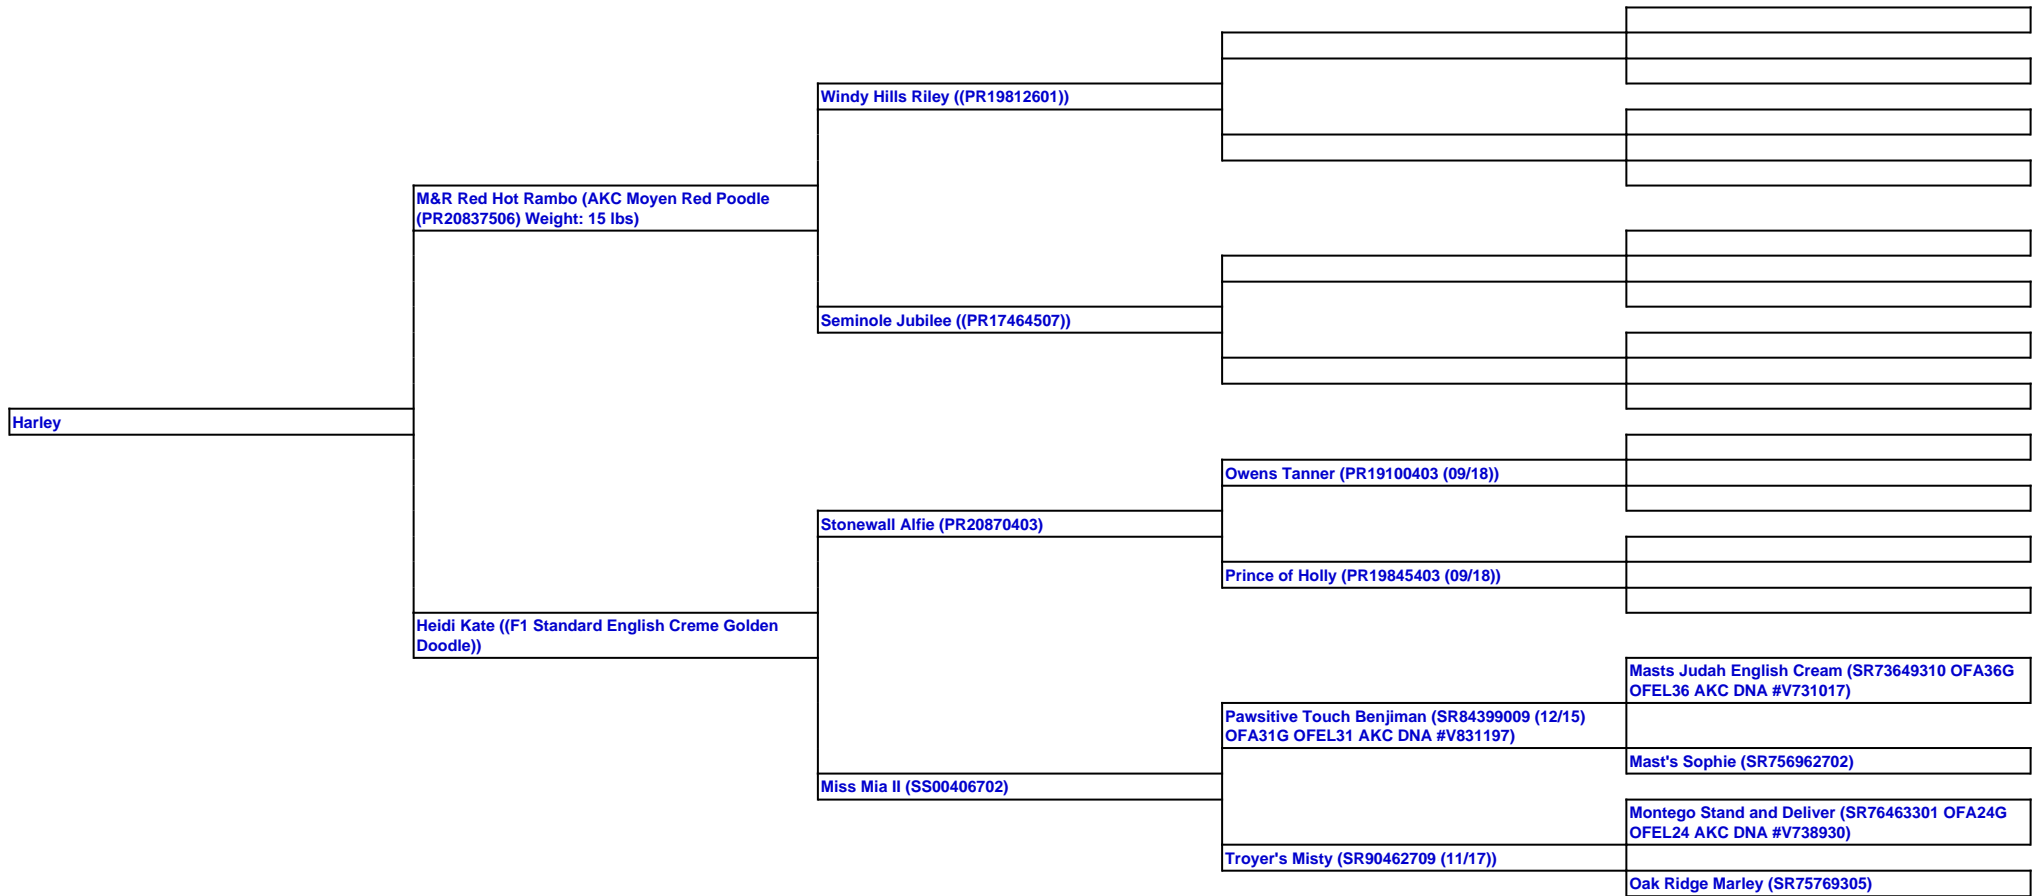 Windy Hills Riley ((PR19812601))
M&R Red Hot Rambo (AKC Moyen Red Poodle
(PR20837506) Weight: 15 lbs)
Seminole Jubilee ((PR17464507))
Harley
Owens Tanner (PR19100403 (09/18))
Stonewall Alfie (PR20870403)
Prince of Holly (PR19845403 (09/18))
Heidi Kate ((F1 Standard English Creme Golden
Doodle))
Masts Judah English Cream (SR73649310 OFA36G
OFEL36 AKC DNA #V731017)
Pawsitive Touch Benjiman (SR84399009 (12/15)
OFA31G OFEL31 AKC DNA #V831197)
Mast's Sophie (SR756962702)
Miss Mia II (SS00406702)
Montego Stand and Deliver (SR76463301 OFA24G
OFEL24 AKC DNA #V738930)
Troyer's Misty (SR90462709 (11/17))
Oak Ridge Marley (SR75769305)